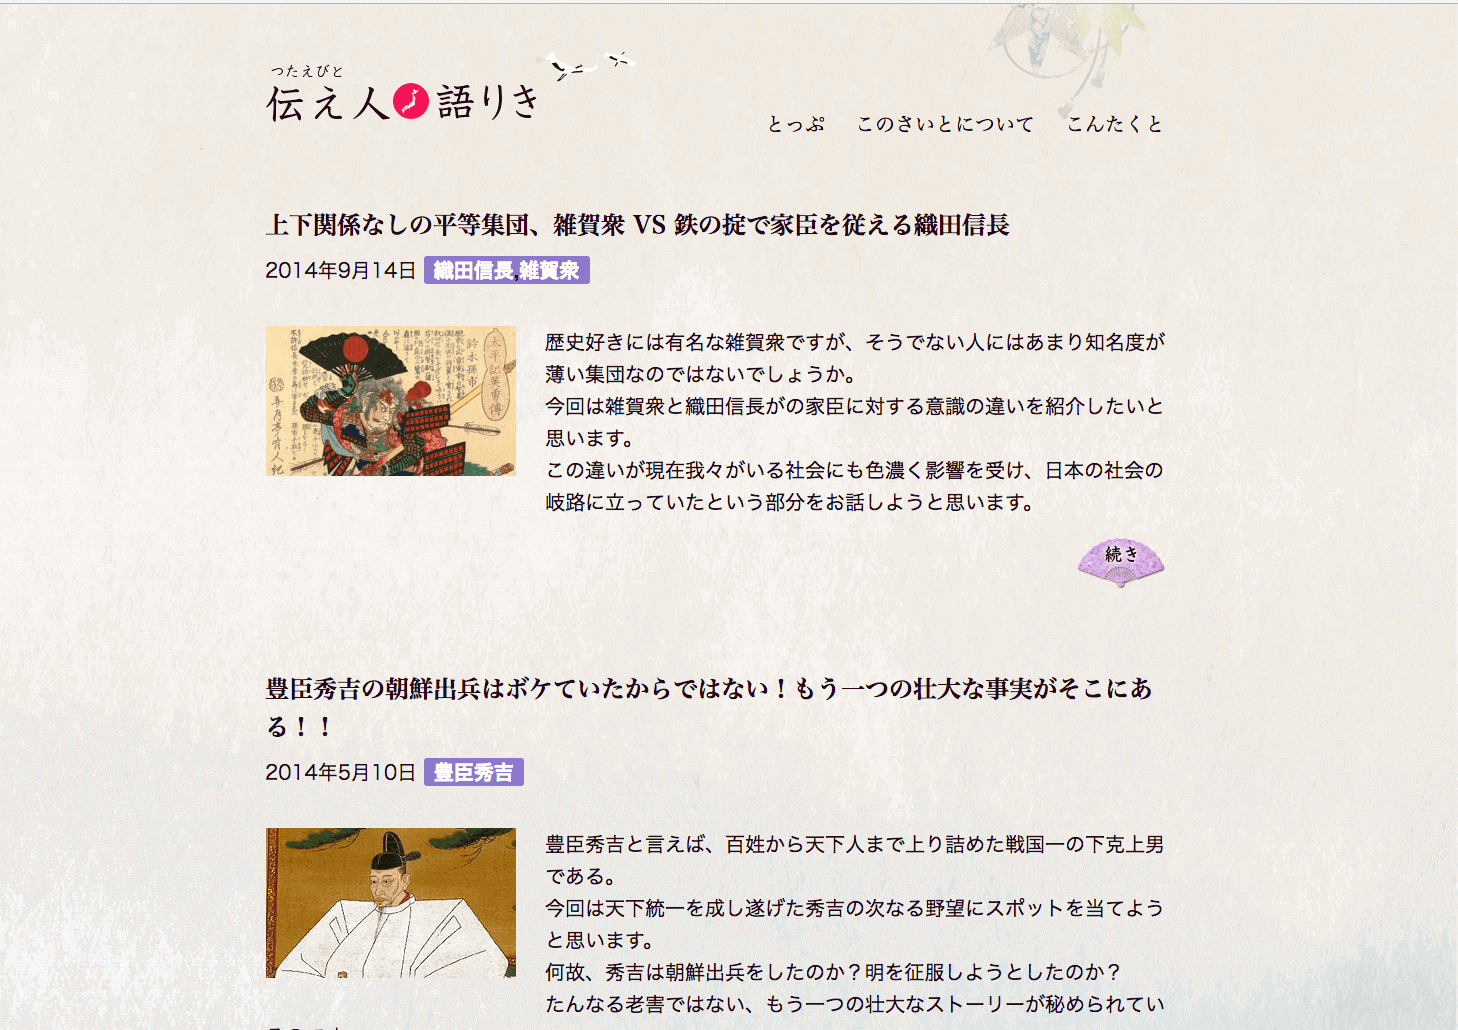 つたえびと
伝え人 語りき
とっぷ このさいとについて こんたくと
上下関係なしの平等集団、雑賀衆 VS 鉄の掟で家臣を従える織田信長
2014年9月14日 織田信長,雑賀衆
太平記英勇傳
鈴木孫市
歴史好きには有名な雑賀衆ですが、そうでない人にはあまり知名度が
薄い集団なのではないでしょうか。
今回は雑賀衆と織田信長がの家臣に対する意識の違いを紹介したいと
思います。
この違いが現在我々がいる社会にも色濃く影響を受け、日本の社会の
岐路に立っていたという部分をお話しようと思います。
続き
豊臣秀吉の朝鮮出兵はボケていたからではない！もう一つの壮大な事実がそこにあ
る！！
2014年5月10日 豊臣秀吉
豊臣秀吉と言えば、百姓から天下人まで上り詰めた戦国一の下克上男
である。
今回は天下統一を成し遂げた秀吉の次なる野望にスポットを当てよう
と思います。
何故、秀吉は朝鮮出兵をしたのか？明を征服しようとしたのか？
たんなる老害ではない、もう一つの壮大なストーリーが秘められてい